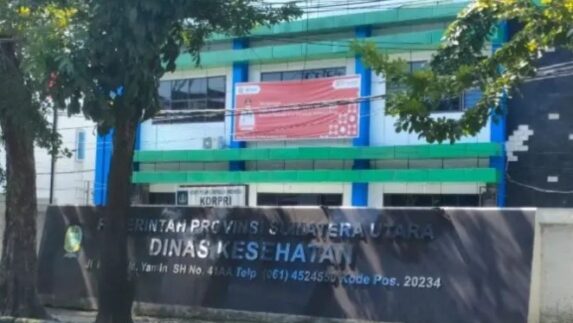 KORPRI
PEMERINTAH PROVINSI SUMATERA UTARA
DINAS KESEHATAN
Jl Yamin SH No. 41AA Telp (061) 4524550 Kode Pos. 20234